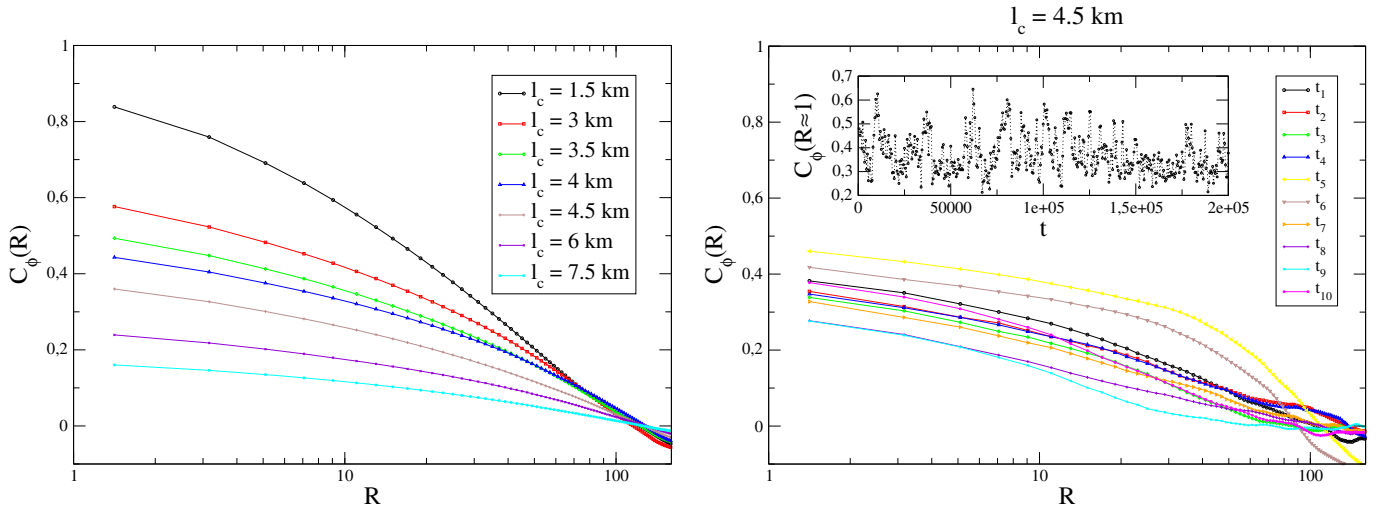 l_c = 4.5 km
1
0,8
0,6
0,4
0,2
0
C_ϕ(R)
1
10
100
R
l_c = 1.5 km
l_c = 3 km
l_c = 3.5 km
l_c = 4 km
l_c = 4.5 km
l_c = 6 km
l_c = 7.5 km
1
0,8
0,6
0,4
0,2
0
C_ϕ(R)
1
10
100
R
0,7
0,6
0,5
0,4
0,3
0,2
C_ϕ(R≈1)
0
50000
1e+05
1,5e+05
2e+05
t
t_1
t_2
t_3
t_4
t_5
t_6
t_7
t_8
t_9
t_10